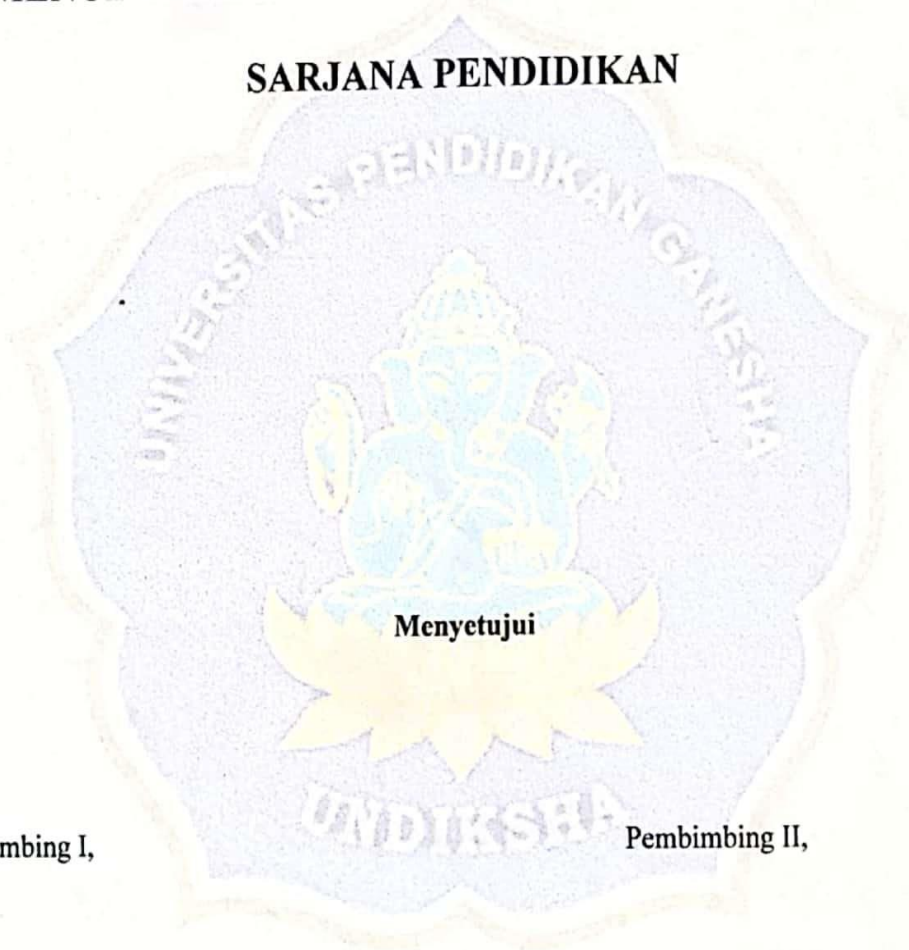 SARJANA PENDIDIKAN
UNIVERSITAS PENDIDIKAN GANESHA
Menyetujui
UNDIKSHA
mbing I,
Pembimbing II,